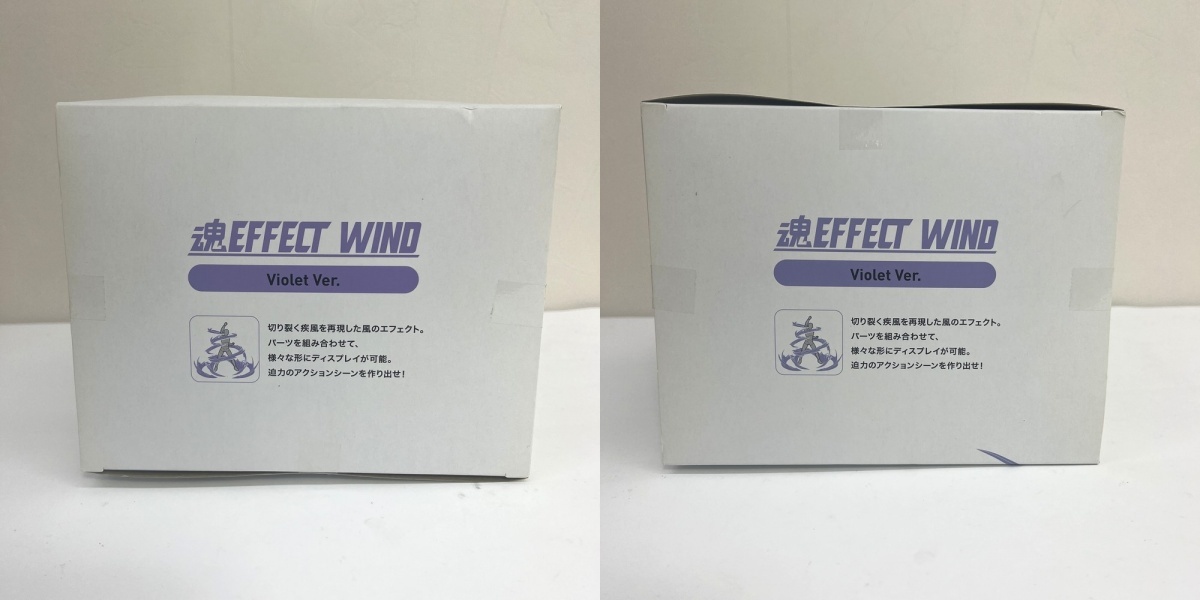 魂EFFECT WIND
Violet Ver.
切り裂く疾風を再現した風のエフェクト。
パーツを組み合わせて、
様々な形にディスプレイが可能。
迫力のアクションシーンを作り出せ!
魂EFFECT WIND
Violet Ver.
切り裂く疾風を再現した風のエフェクト。
パーツを組み合わせて、
様々な形にディスプレイが可能。
迫力のアクションシーンを作り出せ!